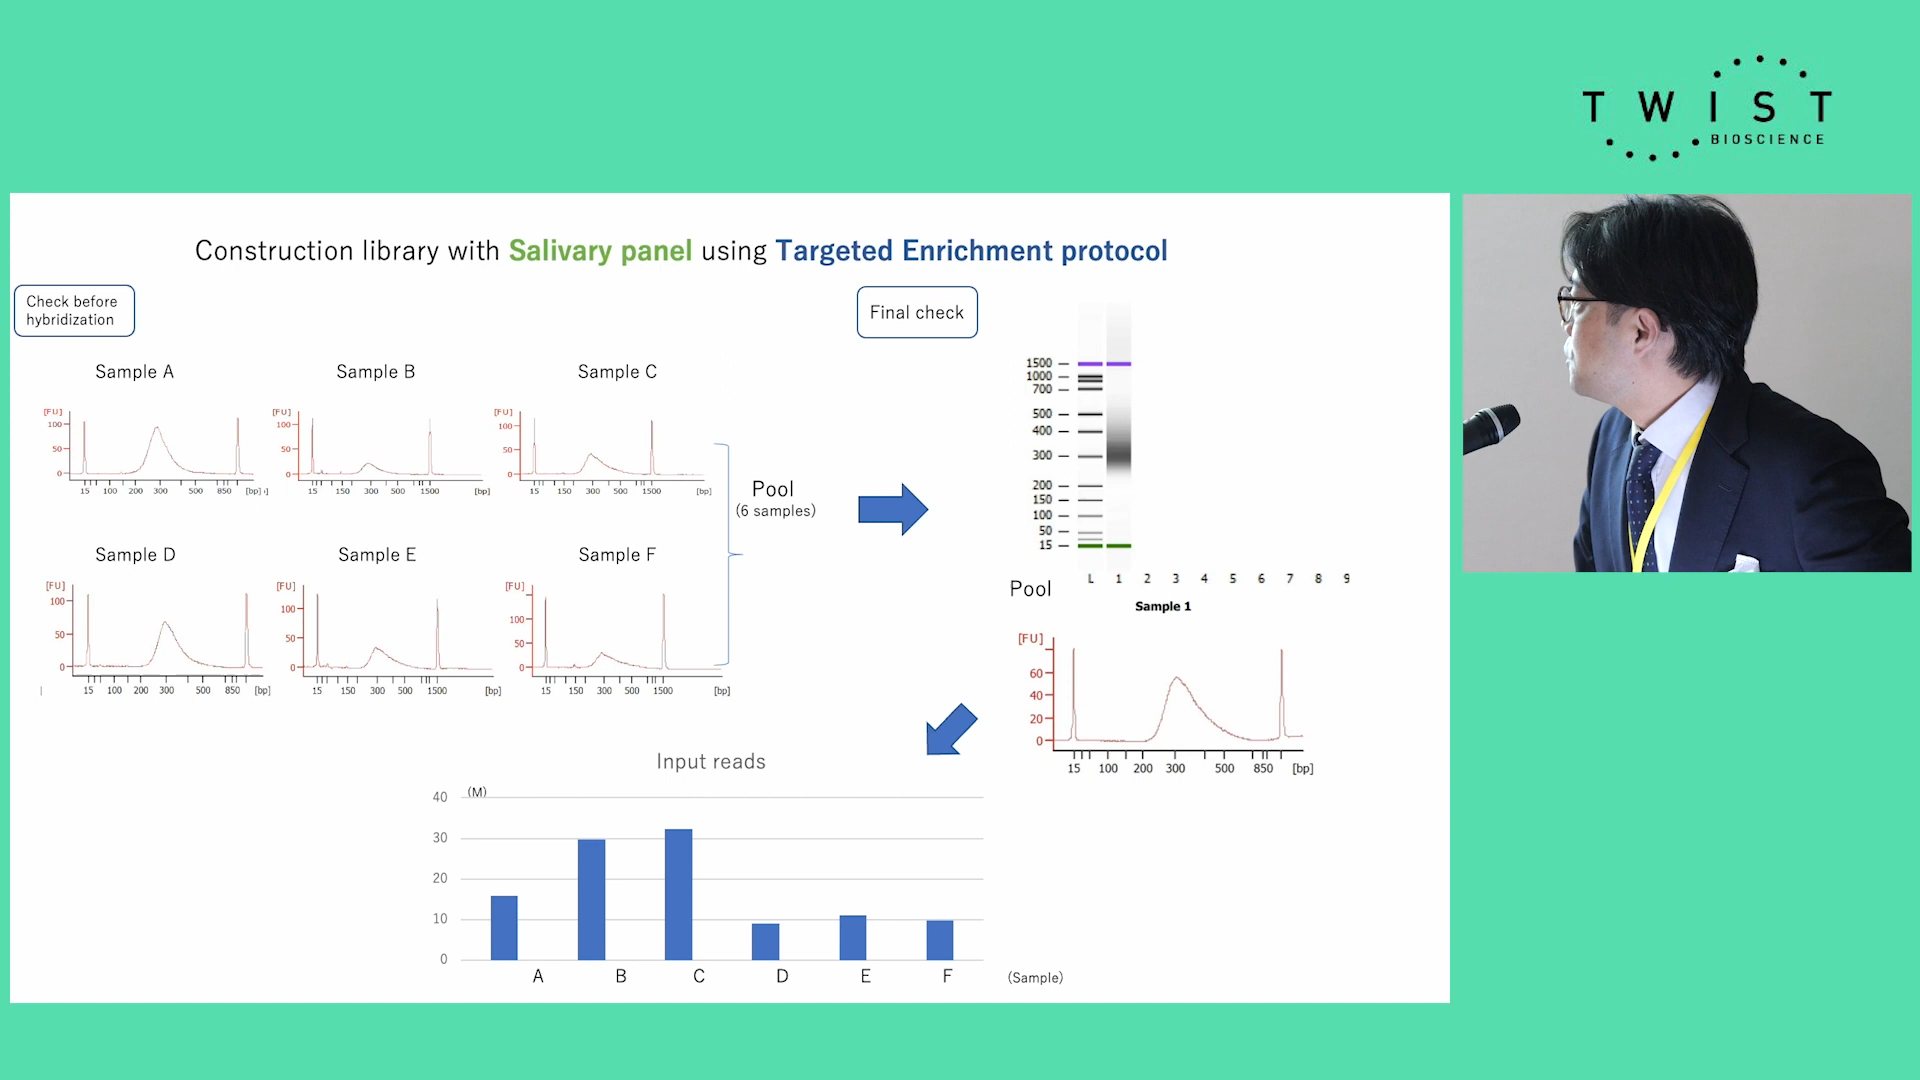 TWIST
BIOSCIENCE
Construction library with Salivary panel using Targeted Enrichment protocol
Check before
hybridization
Final check
Sample A
Sample B
Sample C
[FU]
100
50
0
15 100 200 300 500 850 [bp]
[FU]
100
50
0
15 150 300 500 1500 [bp]
[FU]
100
50
0
15 150 300 500 1500 [bp]
Pool
(6 samples)
Sample D
Sample E
Sample F
[FU]
100
50
0
15 100 200 300 500 850 [bp]
[FU]
100
50
0
15 150 300 500 1500 [bp]
[FU]
100
50
0
15 150 300 500 1500 [bp]
1500
1000
700
500
400
300
200
150
100
50
15
L 1 2 3 4 5 6 7 8 9
Pool
Sample 1
[FU]
60
40
20
0
15 100 200 300 500 850 [bp]
Input reads
(M)
40
30
20
10
0
A B C D E F (Sample)